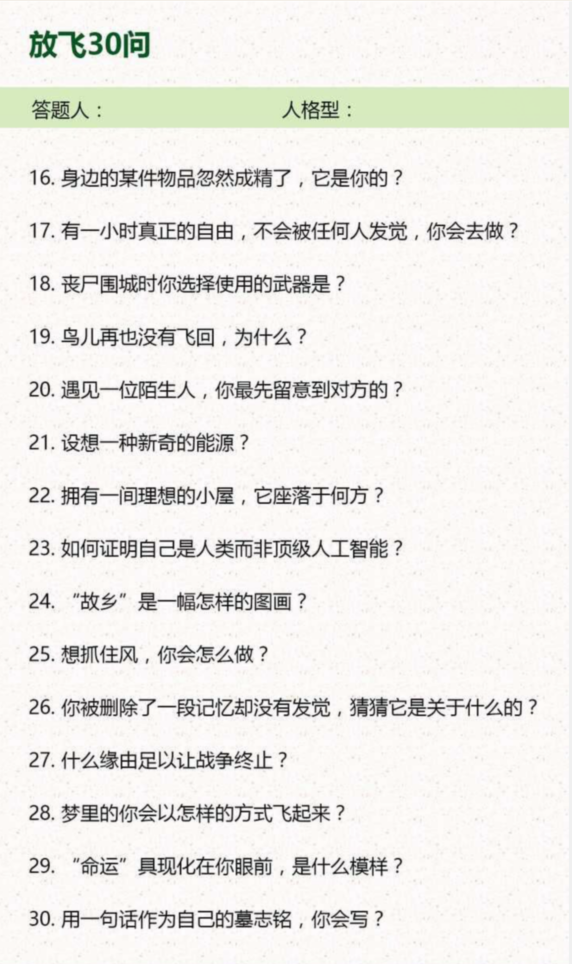 放飞30问
答题人： 人格型：
16. 身边的某件物品忽然成精了，它是你的？
17. 有一小时真正的自由，不会被任何人发觉，你会去做？
18. 丧尸围城时你选择使用的武器是？
19. 鸟儿再也没有飞回，为什么？
20. 遇见一位陌生人，你最先留意到对方的？
21. 设想一种新奇的能源？
22. 拥有一间理想的小屋，它座落于何方？
23. 如何证明自己是人类而非顶级人工智能？
24. “故乡”是一幅怎样的图画？
25. 想抓住风，你会怎么做？
26. 你被删除了一段记忆却没有发觉，猜猜它是关于什么的？
27. 什么缘由足以让战争终止？
28. 梦里的你会以怎样的方式飞起来？
29. “命运”具现化在你眼前，是什么模样？
30. 用一句话作为自己的墓志铭，你会写？